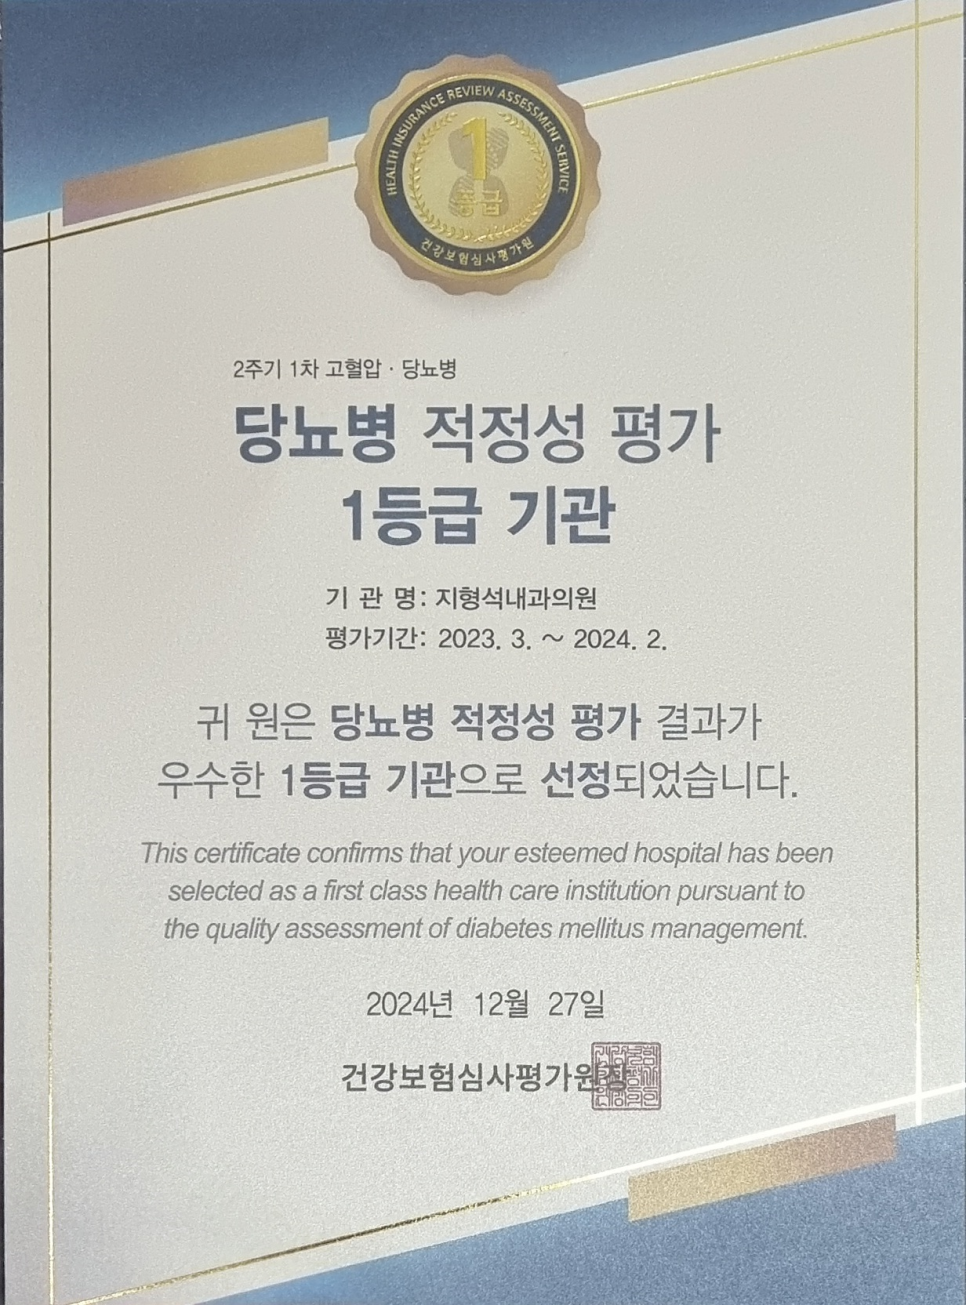 HEALTH INSURANCE REVIEW ASSESSMENT SERVICE
1
등급
건강보험심사평가원
2주기 1차 고혈압 · 당뇨병
당뇨병 적정성 평가
1등급 기관
기 관 명: 지형석내과의원
평가기간: 2023. 3. ~ 2024. 2.
귀 원은 당뇨병 적정성 평가 결과가
우수한 1등급 기관으로 선정되었습니다.
This certificate confirms that your esteemed hospital has been
selected as a first class health care institution pursuant to
the quality assessment of diabetes mellitus management.
2024년 12월 27일
건강보험심사평가원장